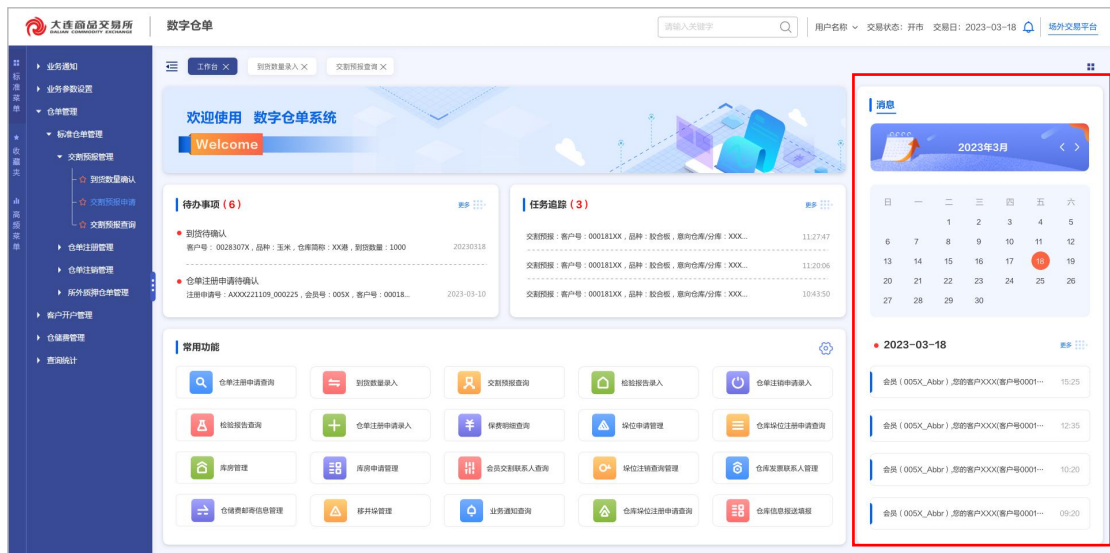 大连商品交易所
DALIAN COMMODITY EXCHANGE
数字仓单
请输入关键字
用户名称
交易状态：开市
交易日：2023-03-18
场外交易平台
标准菜单
收藏夹
高频菜单
业务通知
业务参数设置
仓单管理
标准仓单管理
交割预报管理
到货数量确认
交割预报申请
交割预报查询
仓单注册管理
仓单注销管理
所外质押仓单管理
客户开户管理
仓储费管理
查询统计
工作台 X
到货数量录入 X
交割预报查询 X
欢迎使用 数字仓单系统
Welcome
待办事项（6）
更多
到货待确认
客户号： 0028307X，品种：玉米，仓库简称：XX港，到货数量：1000
20230318
仓单注册申请待确认
注册申请号：AXXX221109_000225，会员号：005X，客户号：00018...
2023-03-10
任务追踪（3）
更多
交割预报：客户号：000181XX，品种：胶合板，意向仓库/分库：XXX...
11:27:47
交割预报：客户号：000181XX，品种：胶合板，意向仓库/分库：XXX...
11:20:06
交割预报：客户号：000181XX，品种：胶合板，意向仓库/分库：XXX...
10:43:50
常用功能
仓单注册申请查询
到货数量录入
交割预报查询
检验报告录入
仓单注销申请录入
检验报告查询
仓单注册申请录入
保费明细查询
垛位申请管理
仓库垛位注册申请查询
库房管理
库房申请管理
会员交割联系人查询
垛位注销查询管理
仓库发票联系人管理
仓储费邮寄信息管理
移并垛管理
业务通知查询
仓库垛位注册申请查询
仓库信息报送填报
消息
2023年3月
日 一 二 三 四 五 六
1 2 3 4 5
6 7 8 9 10 11 12
13 14 15 16 17 18 19
20 21 22 23 24 25 26
27 28 29 30
2023-03-18
更多
会员（005X_Abbr）,您的客户XXX(客户号0001...
15:25
会员（005X_Abbr）,您的客户XXX(客户号0001...
12:35
会员（005X_Abbr）,您的客户XXX(客户号0001...
10:20
会员（005X_Abbr）,您的客户XXX(客户号0001...
09:20